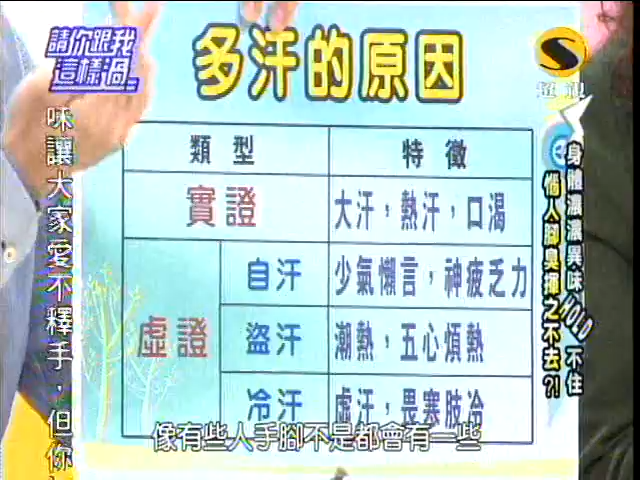 請你跟我
這樣過
多汗的原因
超視
類型 特徵
實證 大汗，熱汗，口渴
虛證
自汗 少氣懶言，神疲乏力
盜汗 潮熱，五心煩熱
冷汗 虛汗，畏寒肢冷
身體濃濃異味HOLD不住
惱人腳臭揮之不去?!
咪讓大家愛不釋手，但你
像有些人手腳不是都會有一些